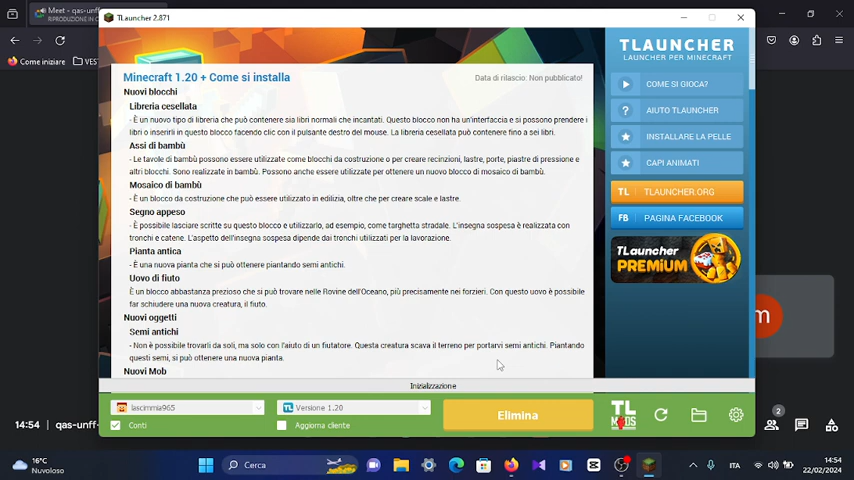 Meet - qas-unff-
RIPRODUZIONE IN C
TLauncher 2.871
Come iniziare
VES
Minecraft 1.20 + Come si installa
Data di rilascio: Non pubblicato!
Nuovi blocchi
Libreria cesellata
- È un nuovo tipo di libreria che può contenere sia libri normali che incantati. Questo blocco non ha un'interfaccia e si possono prendere i
libri o inserirli in questo blocco facendo clic con il pulsante destro del mouse. La libreria cesellata può contenere fino a sei libri.
Assi di bambù
- Le tavole di bambù possono essere utilizzate come blocchi da costruzione o per creare recinzioni, lastre, porte, piastre di pressione e
altri blocchi. Sono realizzate in bambù. Possono anche essere utilizzate per ottenere un nuovo blocco di mosaico di bambù.
Mosaico di bambù
- È un blocco da costruzione che può essere utilizzato in edilizia, oltre che per creare scale e lastre.
Segno appeso
- È possibile lasciare scritte su questo blocco e utilizzarlo, ad esempio, come targhetta stradale. L'insegna sospesa è realizzata con
tronchi e catene. L'aspetto dell'insegna sospesa dipende dai tronchi utilizzati per la lavorazione.
Pianta antica
- È una nuova pianta che si può ottenere piantando semi antichi.
Uovo di fiuto
È un blocco abbastanza prezioso che si può trovare nelle Rovine dell'Oceano, più precisamente nei forzieri. Con questo uovo è possibile
far schiudere una nuova creatura, il fiuto.
Nuovi oggetti
Semi antichi
- Non è possibile trovarli da soli, ma solo con l'aiuto di un fiutatore. Questa creatura scava il terreno per portarvi semi antichi. Piantando
questi semi, si può ottenere una nuova pianta.
Nuovi Mob
TLAUNCHER
LAUNCHER PER MINECRAFT
COME SI GIOCA?
AIUTO TLAUNCHER
INSTALLARE LA PELLE
CAPI ANIMATI
TL TLAUNCHER.ORG
FB PAGINA FACEBOOK
TLauncher
PREMIUM
m
Inizializzazione
lascimmia965
Versione 1.20
Elimina
TL
Conti
Aggiorna cliente
14:54
qas-unff-
2
16°C
Nuvoloso
Cerca
ITA
14:54
22/02/2024